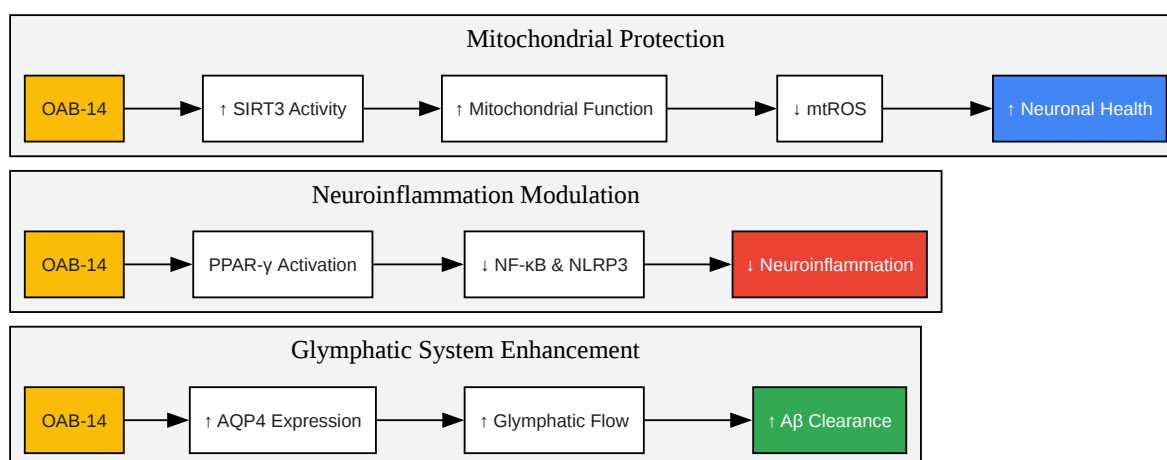 Mitochondrial Protection
OAB-14
↑ SIRT3 Activity
↑ Mitochondrial Function
↓ mtROS
↑ Neuronal Health
Neuroinflammation Modulation
OAB-14
PPAR-γ Activation
↓ NF-κB & NLRP3
↓ Neuroinflammation
Glymphatic System Enhancement
OAB-14
↑ AQP4 Expression
↑ Glymphatic Flow
↑ Aβ Clearance